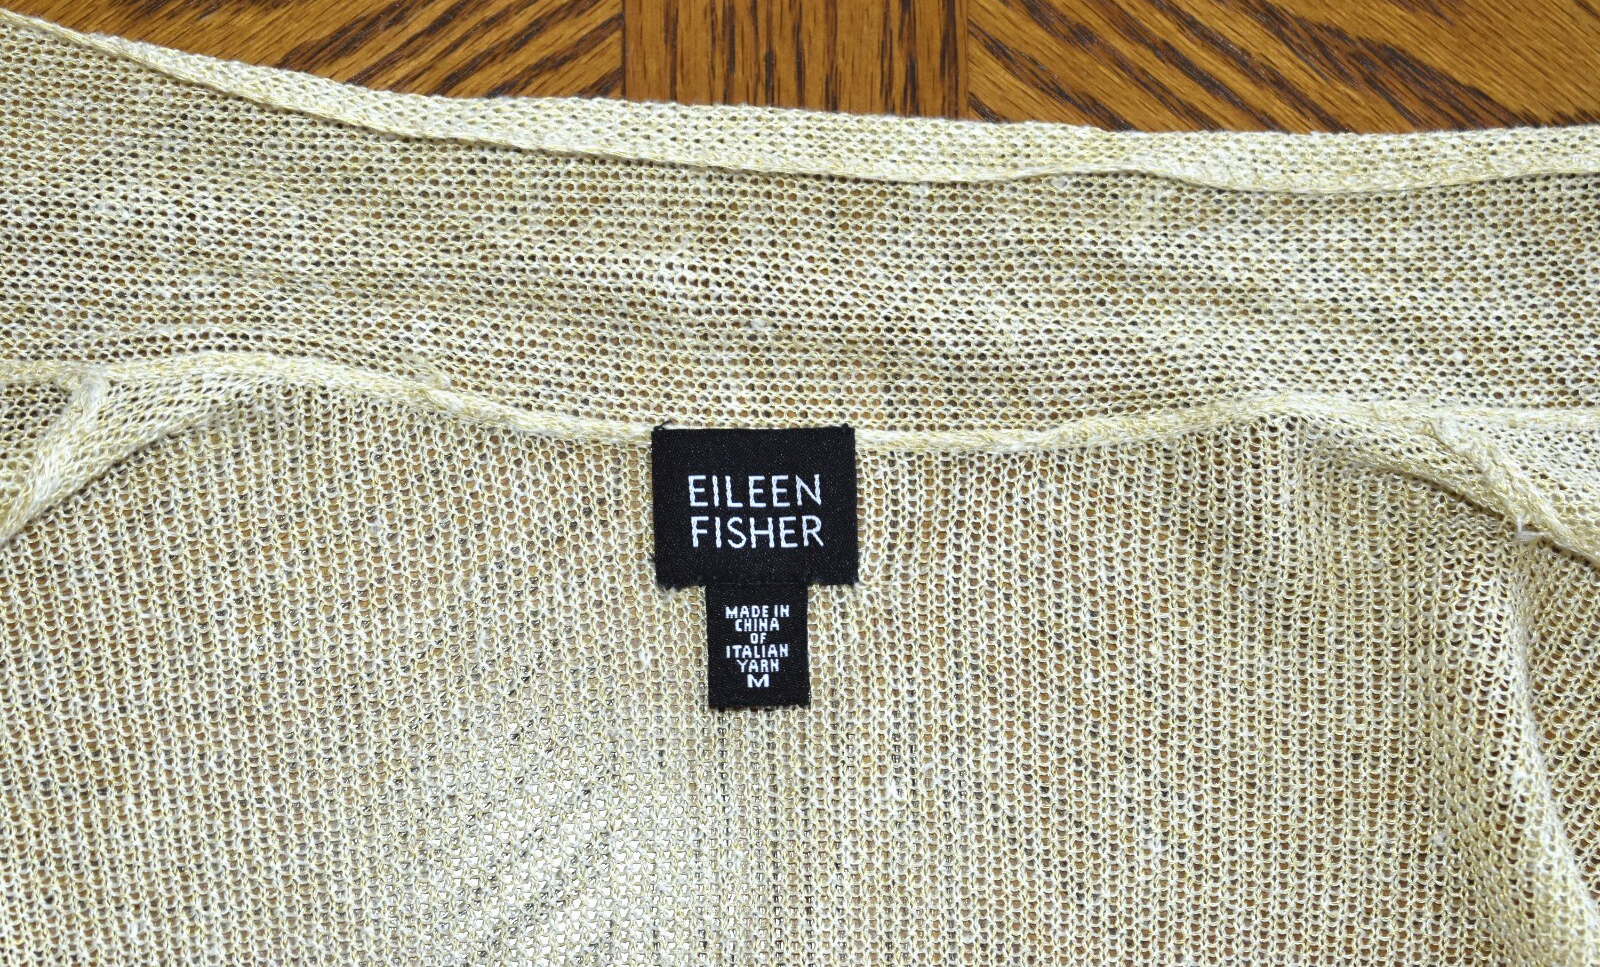 EILEEN
FISHER
MADE IN
CHINA
OF
ITALIAN
YARN
M